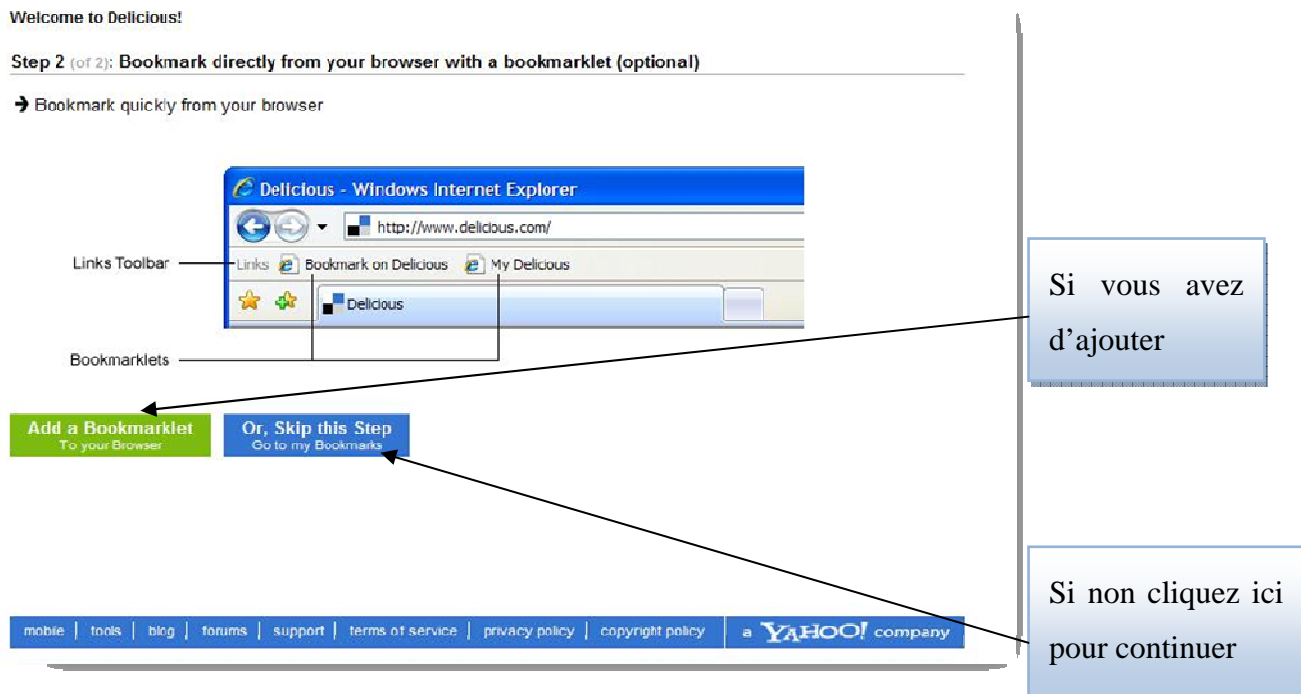 Welcome to Delicious!
Step 2 (of 2): Bookmark directly from your browser with a bookmarklet (optional)
→ Bookmark quickly from your browser
Delicious - Windows Internet Explorer
http://www.delicious.com/
Links Toolbar
Links Bookmark on Delicious My Delicious
Delicious
Bookmarklets
Si vous avez
d’ajouter
Add a Bookmarklet
To your Browser
Or, Skip this Step
Go to my Bookmarks
Si non cliquez ici
pour continuer
mobile | tools | blog | forums | support | terms of service | privacy policy | copyright policy | a YAHOO! company